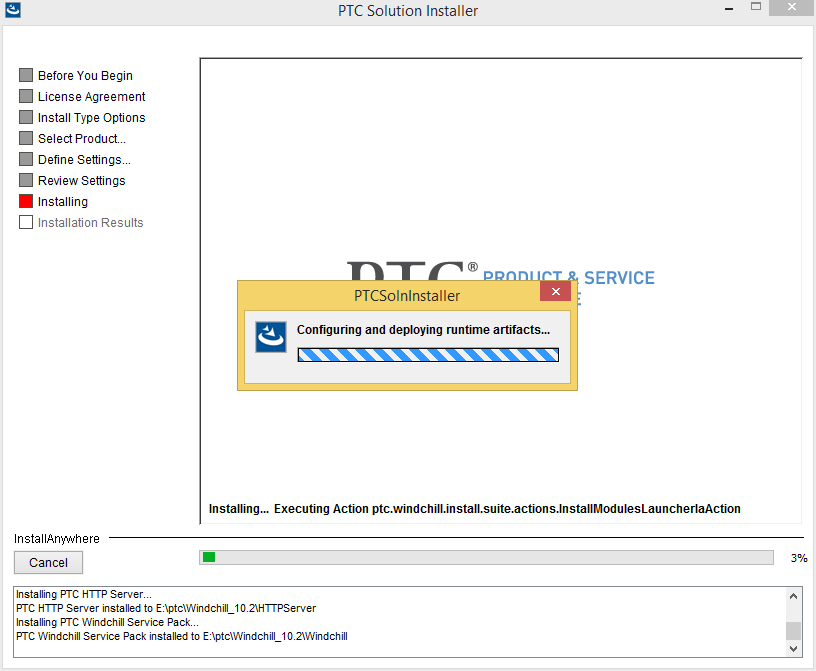 PTC Solution Installer
Before You Begin
License Agreement
Install Type Options
Select Product...
Define Settings...
Review Settings
Installing
Installation Results
PTC® PRODUCT & SERVICE
PTCSolnInstaller
Configuring and deploying runtime artifacts...
Installing... Executing Action ptc.windchill.install.suite.actions.InstallModulesLauncherIaAction
InstallAnywhere
Cancel
3%
Installing PTC HTTP Server...
PTC HTTP Server installed to E:\ptc\Windchill_10.2\HTTPServer
Installing PTC Windchill Service Pack...
PTC Windchill Service Pack installed to E:\ptc\Windchill_10.2\Windchill